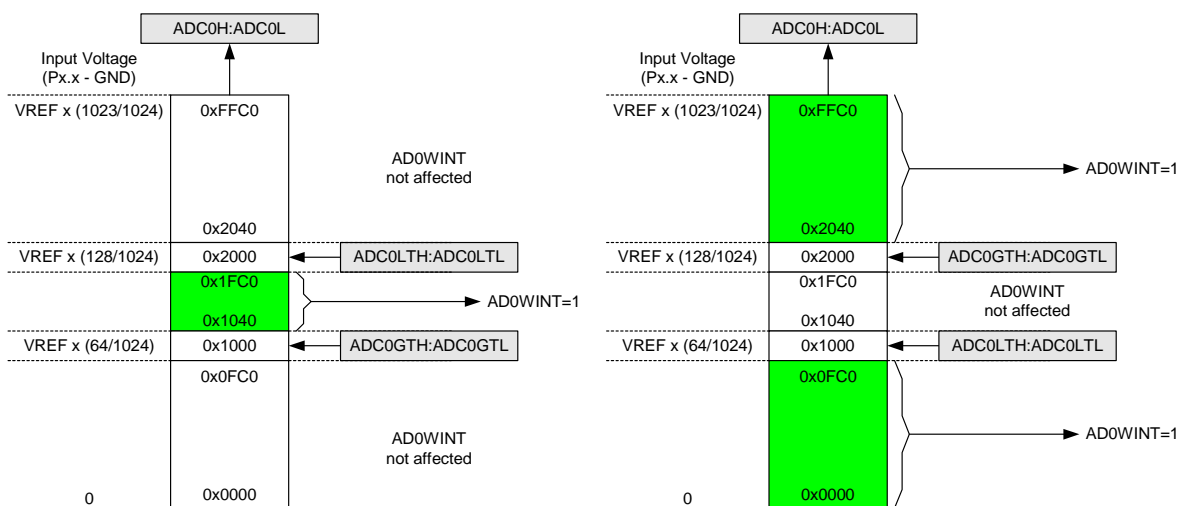 ADC0H:ADC0L
Input Voltage
(Px.x - GND)
VREF x (1023/1024)
0xFFC0
AD0WINT
not affected
0x2040
VREF x (128/1024)
0x2000
ADC0LTH:ADC0LTL
0x1FC0
AD0WINT=1
0x1040
VREF x (64/1024)
0x1000
ADC0GTH:ADC0GTL
0x0FC0
AD0WINT
not affected
0
0x0000
ADC0H:ADC0L
Input Voltage
(Px.x - GND)
VREF x (1023/1024)
0xFFC0
AD0WINT=1
0x2040
VREF x (128/1024)
0x2000
ADC0GTH:ADC0GTL
0x1FC0
AD0WINT
not affected
0x1040
VREF x (64/1024)
0x1000
ADC0LTH:ADC0LTL
0x0FC0
AD0WINT=1
0
0x0000